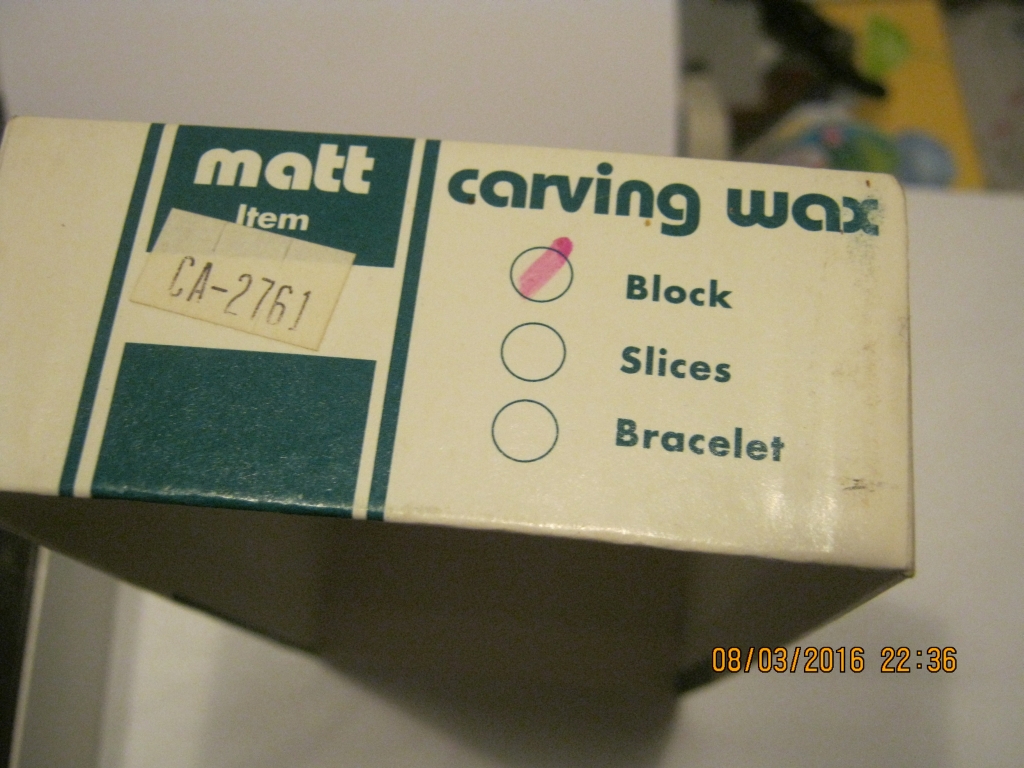 matt
Item
CA-2761
carving wax
Block
Slices
Bracelet
08/03/2016 22:36